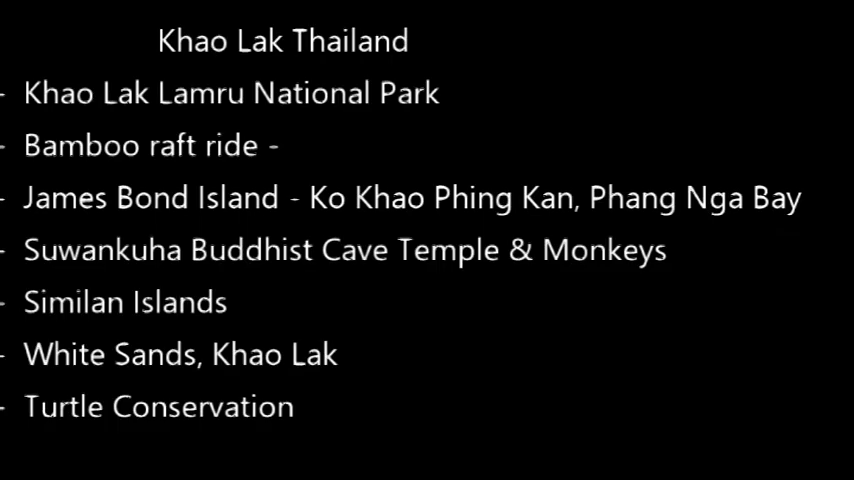 Khao Lak Thailand
- Khao Lak Lamru National Park
- Bamboo raft ride -
- James Bond Island - Ko Khao Phing Kan, Phang Nga Bay
- Suwankuha Buddhist Cave Temple & Monkeys
- Similan Islands
- White Sands, Khao Lak
- Turtle Conservation